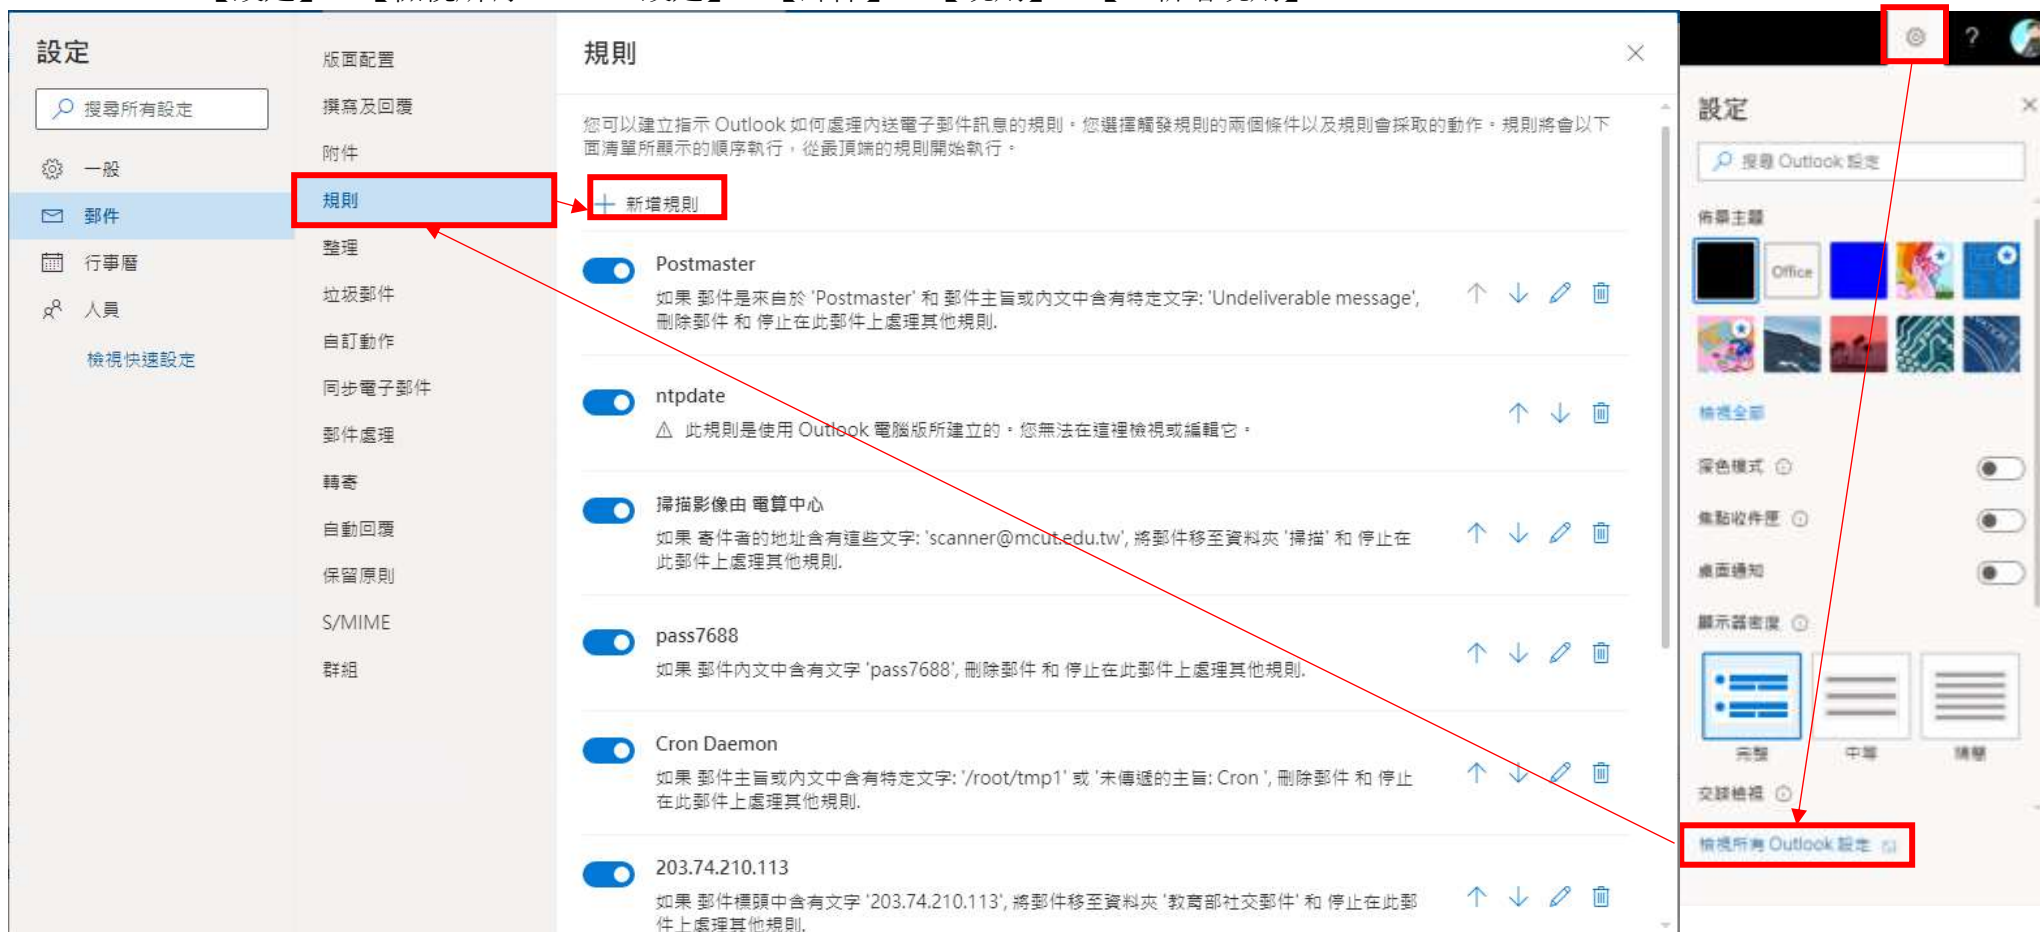 設定
搜尋所有設定
一般
郵件
行事曆
人員
檢視快速設定
版面配置
撰寫及回覆
附件
規則
整理
垃圾郵件
自訂動作
同步電子郵件
郵件處理
轉寄
自動回覆
保留原則
S/MIME
群組
規則
您可以建立指示 Outlook 如何處理內送電子郵件訊息的規則。您選擇觸發規則的兩個條件以及規則會採取的動作。規則將會以下
面清單所顯示的順序執行，從最頂端的規則開始執行。
新增規則
Postmaster
如果 郵件是來自於 'Postmaster' 和 郵件主旨或內文中含有特定文字: 'Undeliverable message',
刪除郵件 和 停止在此郵件上處理其他規則.
ntpdate
此規則是使用 Outlook 電腦版所建立的。您無法在這裡檢視或編輯它。
掃描影像由 電算中心
如果 寄件者的地址含有這些文字: 'scanner@mcut.edu.tw', 將郵件移至資料夾 '掃描' 和 停止在
此郵件上處理其他規則.
pass7688
如果 郵件內文中含有文字 'pass7688', 刪除郵件 和 停止在此郵件上處理其他規則.
Cron Daemon
如果 郵件主旨或內文中含有特定文字: '/root/tmp1' 或 '未傳遞的主旨: Cron ', 刪除郵件 和 停止
在此郵件上處理其他規則.
203.74.210.113
如果 郵件標頭中含有文字 '203.74.210.113', 將郵件移至資料夾 '教育部社交郵件' 和 停止在此郵
件上處理其他規則.
?
設定
搜尋 Outlook 設定
佈景主題
Office
檢視全部
深色模式
焦點收件匣
桌面通知
顯示器密度
完整
中等
精簡
交談檢視
檢視所有 Outlook 設定